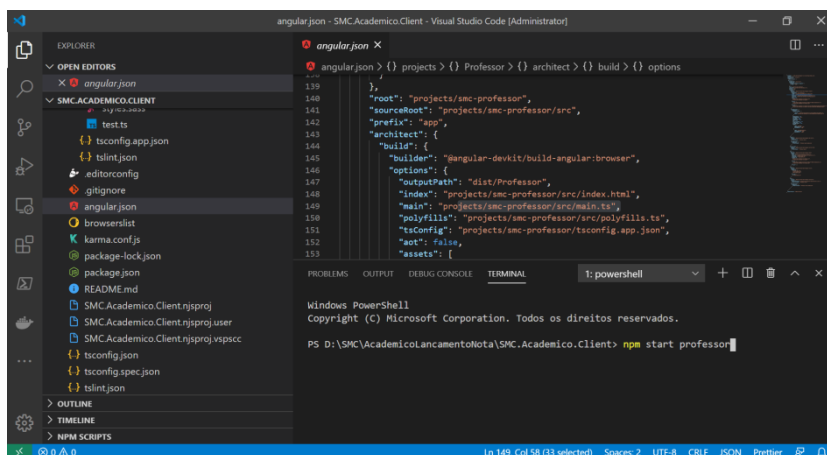 angular.json - SMC.Academico.Client - Visual Studio Code [Administrator]
EXPLORER
OPEN EDITORS
angular.json
SMC.ACADEMICO.CLIENT
styles.sass
test.ts
{..} tsconfig.app.json
{..} tslint.json
.editorconfig
.gitignore
angular.json
browserslist
karma.conf.js
package-lock.json
package.json
README.md
SMC.Academico.Client.njsproj
SMC.Academico.Client.njsproj.user
SMC.Academico.Client.njsproj.vspscc
{..} tsconfig.json
{..} tsconfig.spec.json
{..} tslint.json
OUTLINE
TIMELINE
NPM SCRIPTS
angular.json
angular.json > {} projects > {} Professor > {} architect > {} build > {} options
139 },
140 "root": "projects/smc-professor",
141 "sourceRoot": "projects/smc-professor/src",
142 "prefix": "app",
143 "architect": {
144 "build": {
145 "builder": "@angular-devkit/build-angular:browser",
146 "options": {
147 "outputPath": "dist/Professor",
148 "index": "projects/smc-professor/src/index.html",
149 "main": "projects/smc-professor/src/main.ts",
150 "polyfills": "projects/smc-professor/src/polyfills.ts",
151 "tsConfig": "projects/smc-professor/tsconfig.app.json",
152 "aot": false,
153 "assets": [
PROBLEMS OUTPUT DEBUG CONSOLE TERMINAL 1: powershell
Windows PowerShell
Copyright (C) Microsoft Corporation. Todos os direitos reservados.
PS D:\SMC\AcademicoLancamentoNota\SMC.Academico.Client> npm start professor
0 0 Ln 149, Col 58 (33 selected) Spaces: 2 UTF-8 CRLF JSON Prettier